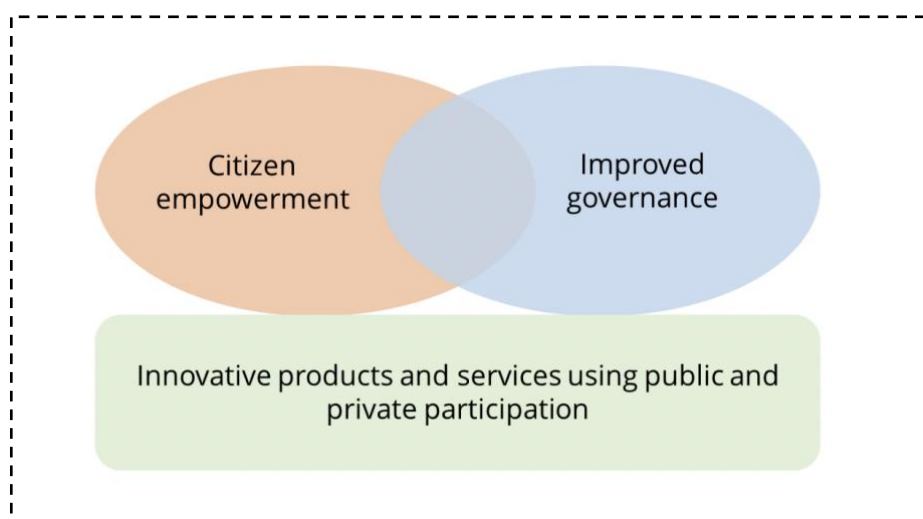 Citizen
empowerment
Improved
governance
Innovative products and services using public and
private participation